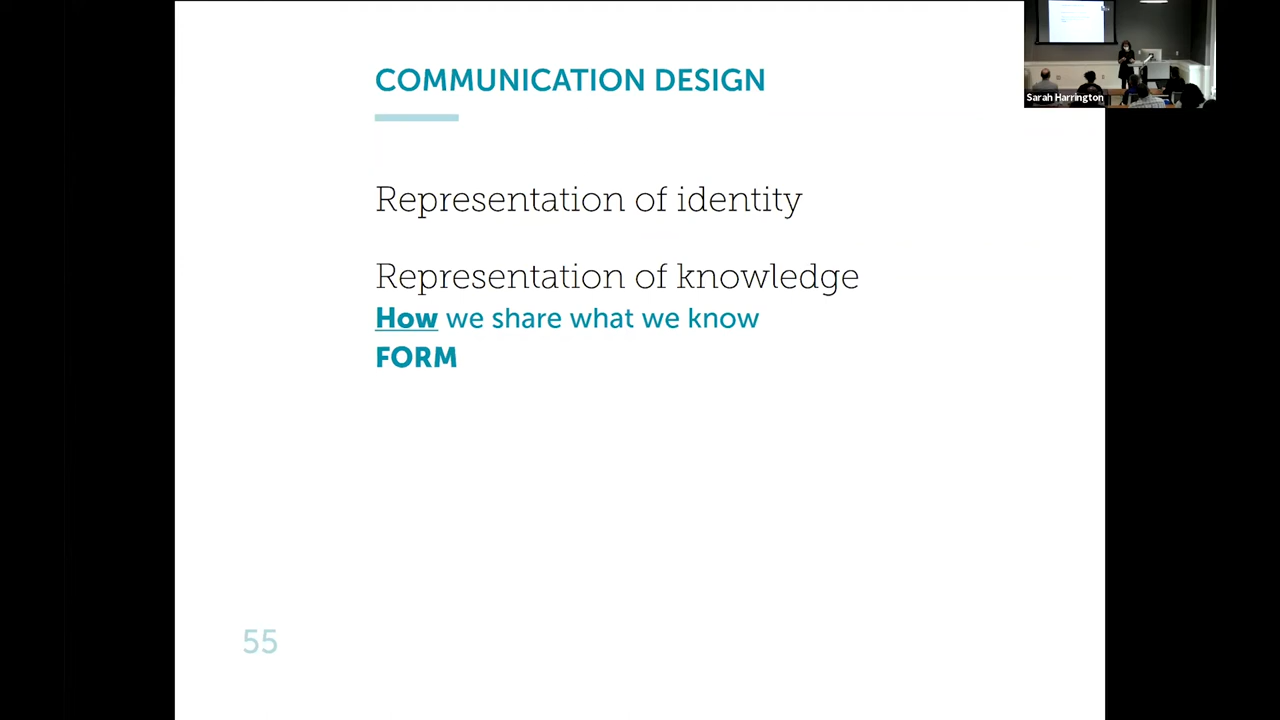 COMMUNICATION DESIGN
Sarah Harrington
Representation of identity
Representation of knowledge
How we share what we know
FORM
55